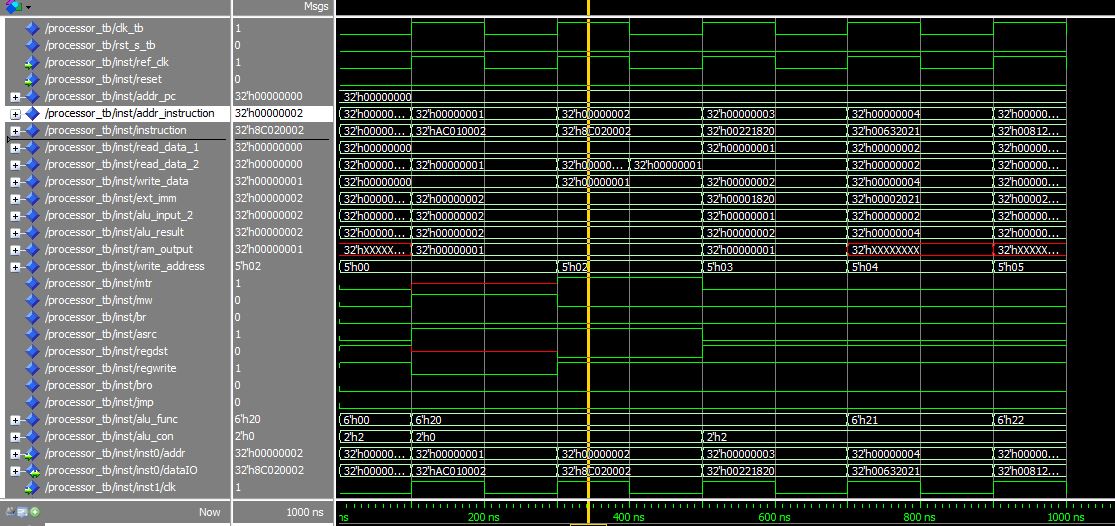 Msgs
/processor_tb/clk_tb 1
/processor_tb/rst_s_tb 0
/processor_tb/inst/ref_clk 1
/processor_tb/inst/reset 0
/processor_tb/inst/addr_pc 32'h00000000 32'h00000000
/processor_tb/inst/addr_instruction 32'h00000002 32'h00000... 32'h00000001 32'h00000002 32'h00000003 32'h00000004 32'h00000...
/processor_tb/inst/instruction 32'h8C020002 32'h00000... 32'hAC010002 32'h8C020002 32'h00221820 32'h00632021 32'h00812...
/processor_tb/inst/read_data_1 32'h00000000 32'h00000000 32'h00000001 32'h00000002 32'h00000...
/processor_tb/inst/read_data_2 32'h00000000 32'h00000... 32'h00000001 32'h00000... 32'h00000001 32'h00000002 32'h00000...
/processor_tb/inst/write_data 32'h00000001 32'h00000000 32'h00000001 32'h00000002 32'h00000004 32'h00000...
/processor_tb/inst/ext_imm 32'h00000002 32'h00000... 32'h00000002 32'h00001820 32'h00002021 32'h00002...
/processor_tb/inst/alu_input_2 32'h00000002 32'h00000... 32'h00000002 32'h00000001 32'h00000002 32'h00000...
/processor_tb/inst/alu_result 32'h00000002 32'h00000... 32'h00000002 32'h00000002 32'h00000004 32'h00000...
/processor_tb/inst/ram_output 32'h00000001 32'hXXXXX... 32'h00000001 32'h00000001 32'hXXXXXXXX 32'hXXXXX...
/processor_tb/inst/write_address 5'h02 5'h00 5'h02 5'h03 5'h04 5'h05
/processor_tb/inst/mtr 1
/processor_tb/inst/mw 0
/processor_tb/inst/br 0
/processor_tb/inst/asrc 1
/processor_tb/inst/regdst 0
/processor_tb/inst/regwrite 1
/processor_tb/inst/bro 0
/processor_tb/inst/jmp 0
/processor_tb/inst/alu_func 6'h20 6'h00 6'h20 6'h21 6'h22
/processor_tb/inst/alu_con 2'h0 2'h2 2'h0 2'h2
/processor_tb/inst/inst0/addr 32'h00000002 32'h00000... 32'h00000001 32'h00000002 32'h00000003 32'h00000004 32'h00000...
/processor_tb/inst/inst0/dataIO 32'h8C020002 32'h00000... 32'hAC010002 32'h8C020002 32'h00221820 32'h00632021 32'h00812...
/processor_tb/inst/inst1/clk 1
Now 1000 ns ns 200 ns 400 ns 600 ns 800 ns 1000 ns